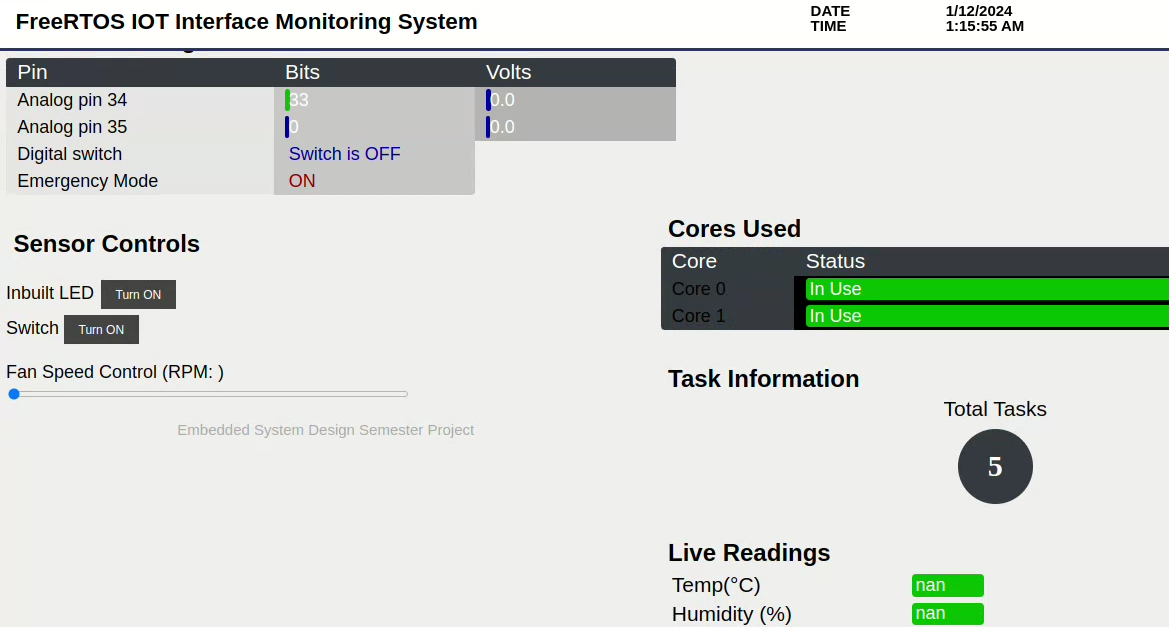 FreeRTOS IOT Interface Monitoring System
DATE 1/12/2024
TIME 1:15:55 AM
Pin Bits Volts
Analog pin 34 33 0.0
Analog pin 35 0 0.0
Digital switch Switch is OFF
Emergency Mode ON
Sensor Controls
Inbuilt LED Turn ON
Switch Turn ON
Fan Speed Control (RPM: )
Embedded System Design Semester Project
Cores Used
Core Status
Core 0 In Use
Core 1 In Use
Task Information
Total Tasks
5
Live Readings
Temp(°C) nan
Humidity (%) nan